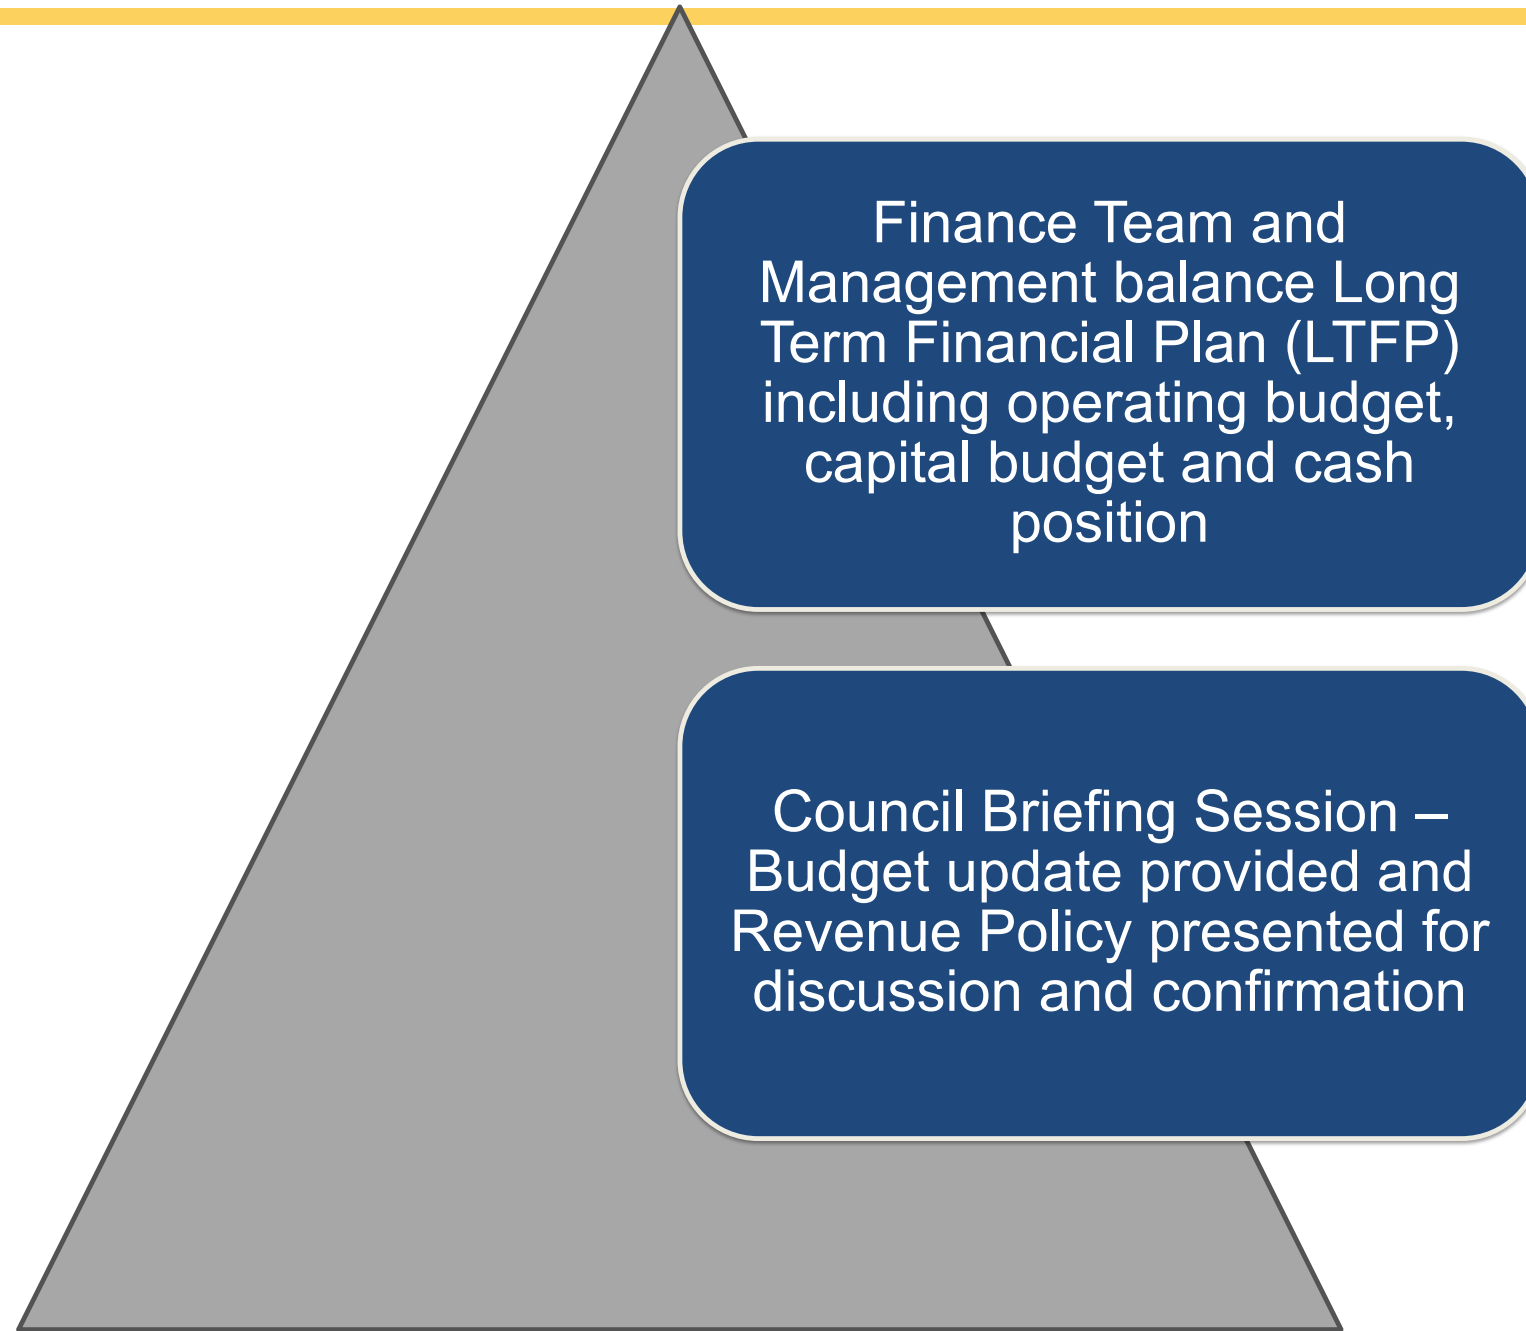 Finance Team and
Management balance Long
Term Financial Plan (LTFP)
including operating budget,
capital budget and cash
position
Council Briefing Session –
Budget update provided and
Revenue Policy presented for
discussion and confirmation